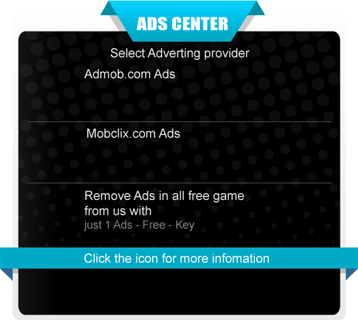 ADS CENTER
Select Adverting provider
Admob.com Ads
Mobclix.com Ads
Remove Ads in all free game
from us with
just 1 Ads - Free - Key
Click the icon for more infomation